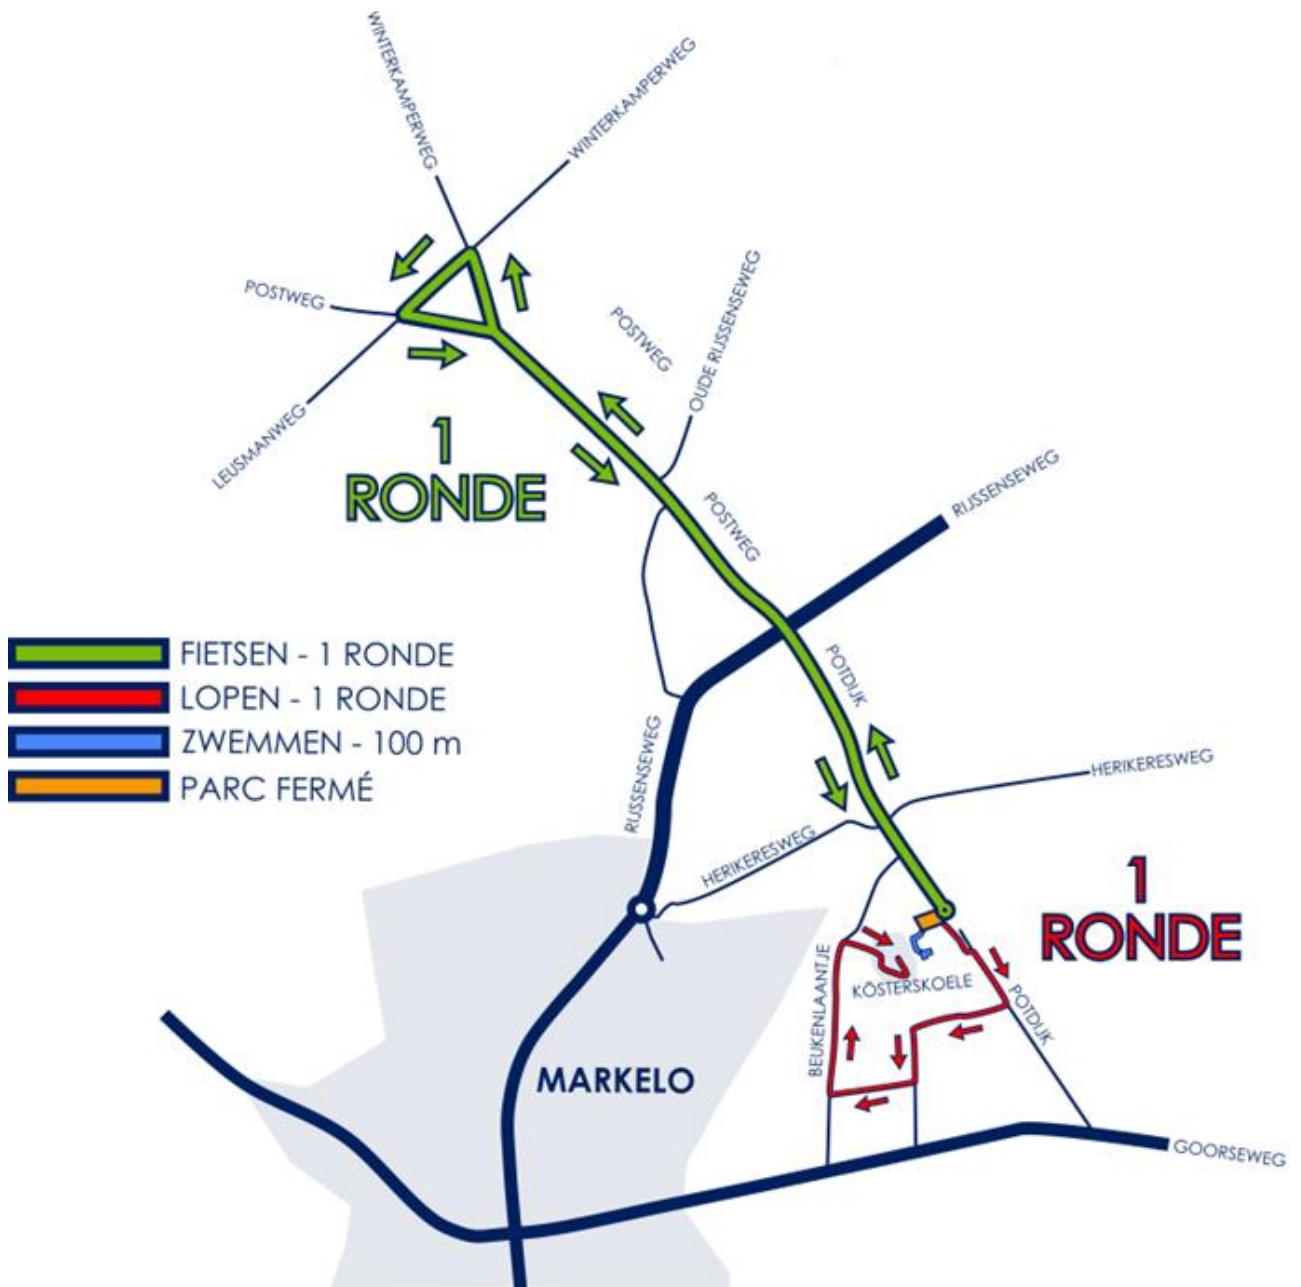 WINTERKAMPERWEG
WINTERKAMPERWEG
POSTWEG
POSTWEG
OUDE RIJSSENSEWEG
LEUSMANWEG
1
RONDE
POSTWEG
RIJSSENSEWEG
FIETSEN - 1 RONDE
LOPEN - 1 RONDE
ZWEMMEN - 100 m
PARC FERMÉ
POTDIJK
RIJSSENSEWEG
HERIKERESWEG
HERIKERESWEG
1
RONDE
BEUKENLAANTJE
KÖSTERSKOELE
POTDIJK
MARKELO
GOORSEWEG